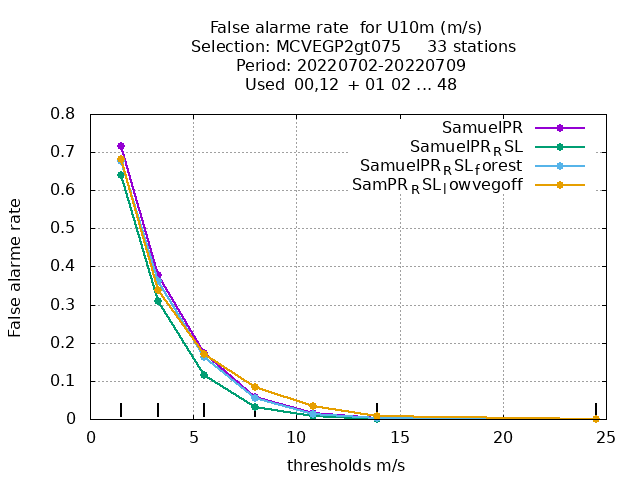 False alarme rate  for U10m (m/s)
Selection: MCVEGP2gt075     33 stations
Period: 20220702-20220709
Used  00,12  + 01 02 ... 48
SamuelPR
SamuelPR_RSL
SamuelPR_RSL_forest
SamPR_RSL_lowvegoff
False alarme rate
0.8
0.7
0.6
0.5
0.4
0.3
0.2
0.1
0
0 5 10 15 20 25
thresholds m/s